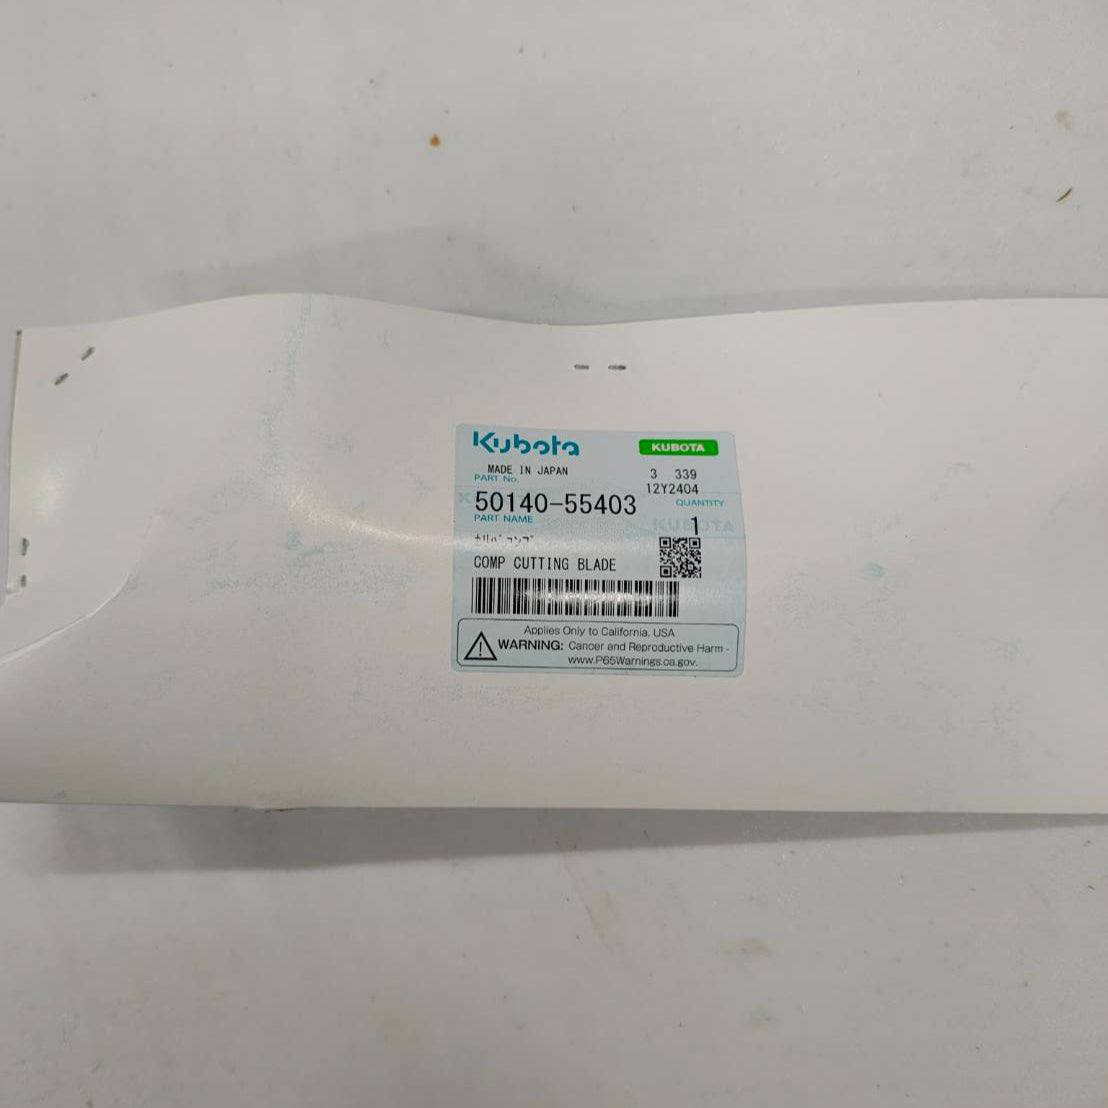 Kubota
KUBOTA
MADE IN JAPAN
3 339
PART No.
12Y2404
50140-55403
QUANTITY
PART NAME
KUBOTA
1
COMP CUTTING BLADE
Applies Only to California, USA
WARNING: Cancer and Reproductive Harm -
www.P65Warnings.ca.gov.